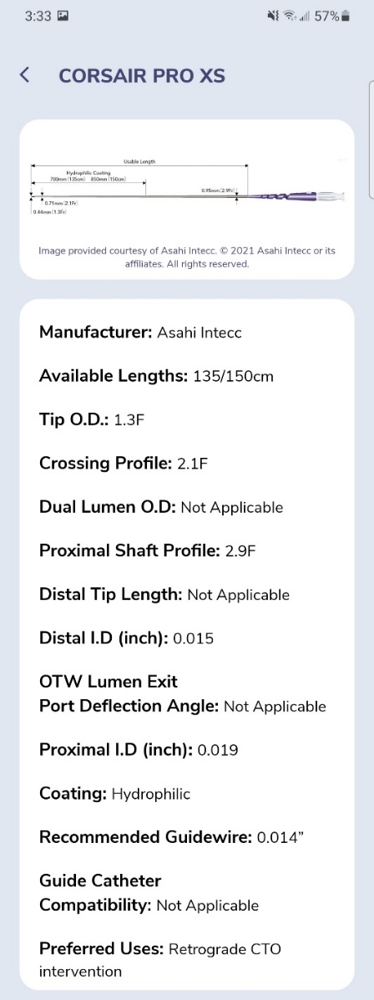 3:33 57%
CORSAIR PRO XS
Usable Length
Hydrophilic Coating
700mm (135cm) 850mm (150cm)
0.95mm (2.9Fr)
0.71mm (2.1Fr)
0.44mm (1.3Fr)
Image provided courtesy of Asahi Intecc. © 2021 Asahi Intecc or its
affiliates. All rights reserved.
Manufacturer: Asahi Intecc
Available Lengths: 135/150cm
Tip O.D.: 1.3F
Crossing Profile: 2.1F
Dual Lumen O.D: Not Applicable
Proximal Shaft Profile: 2.9F
Distal Tip Length: Not Applicable
Distal I.D (inch): 0.015
OTW Lumen Exit
Port Deflection Angle: Not Applicable
Proximal I.D (inch): 0.019
Coating: Hydrophilic
Recommended Guidewire: 0.014”
Guide Catheter
Compatibility: Not Applicable
Preferred Uses: Retrograde CTO
intervention